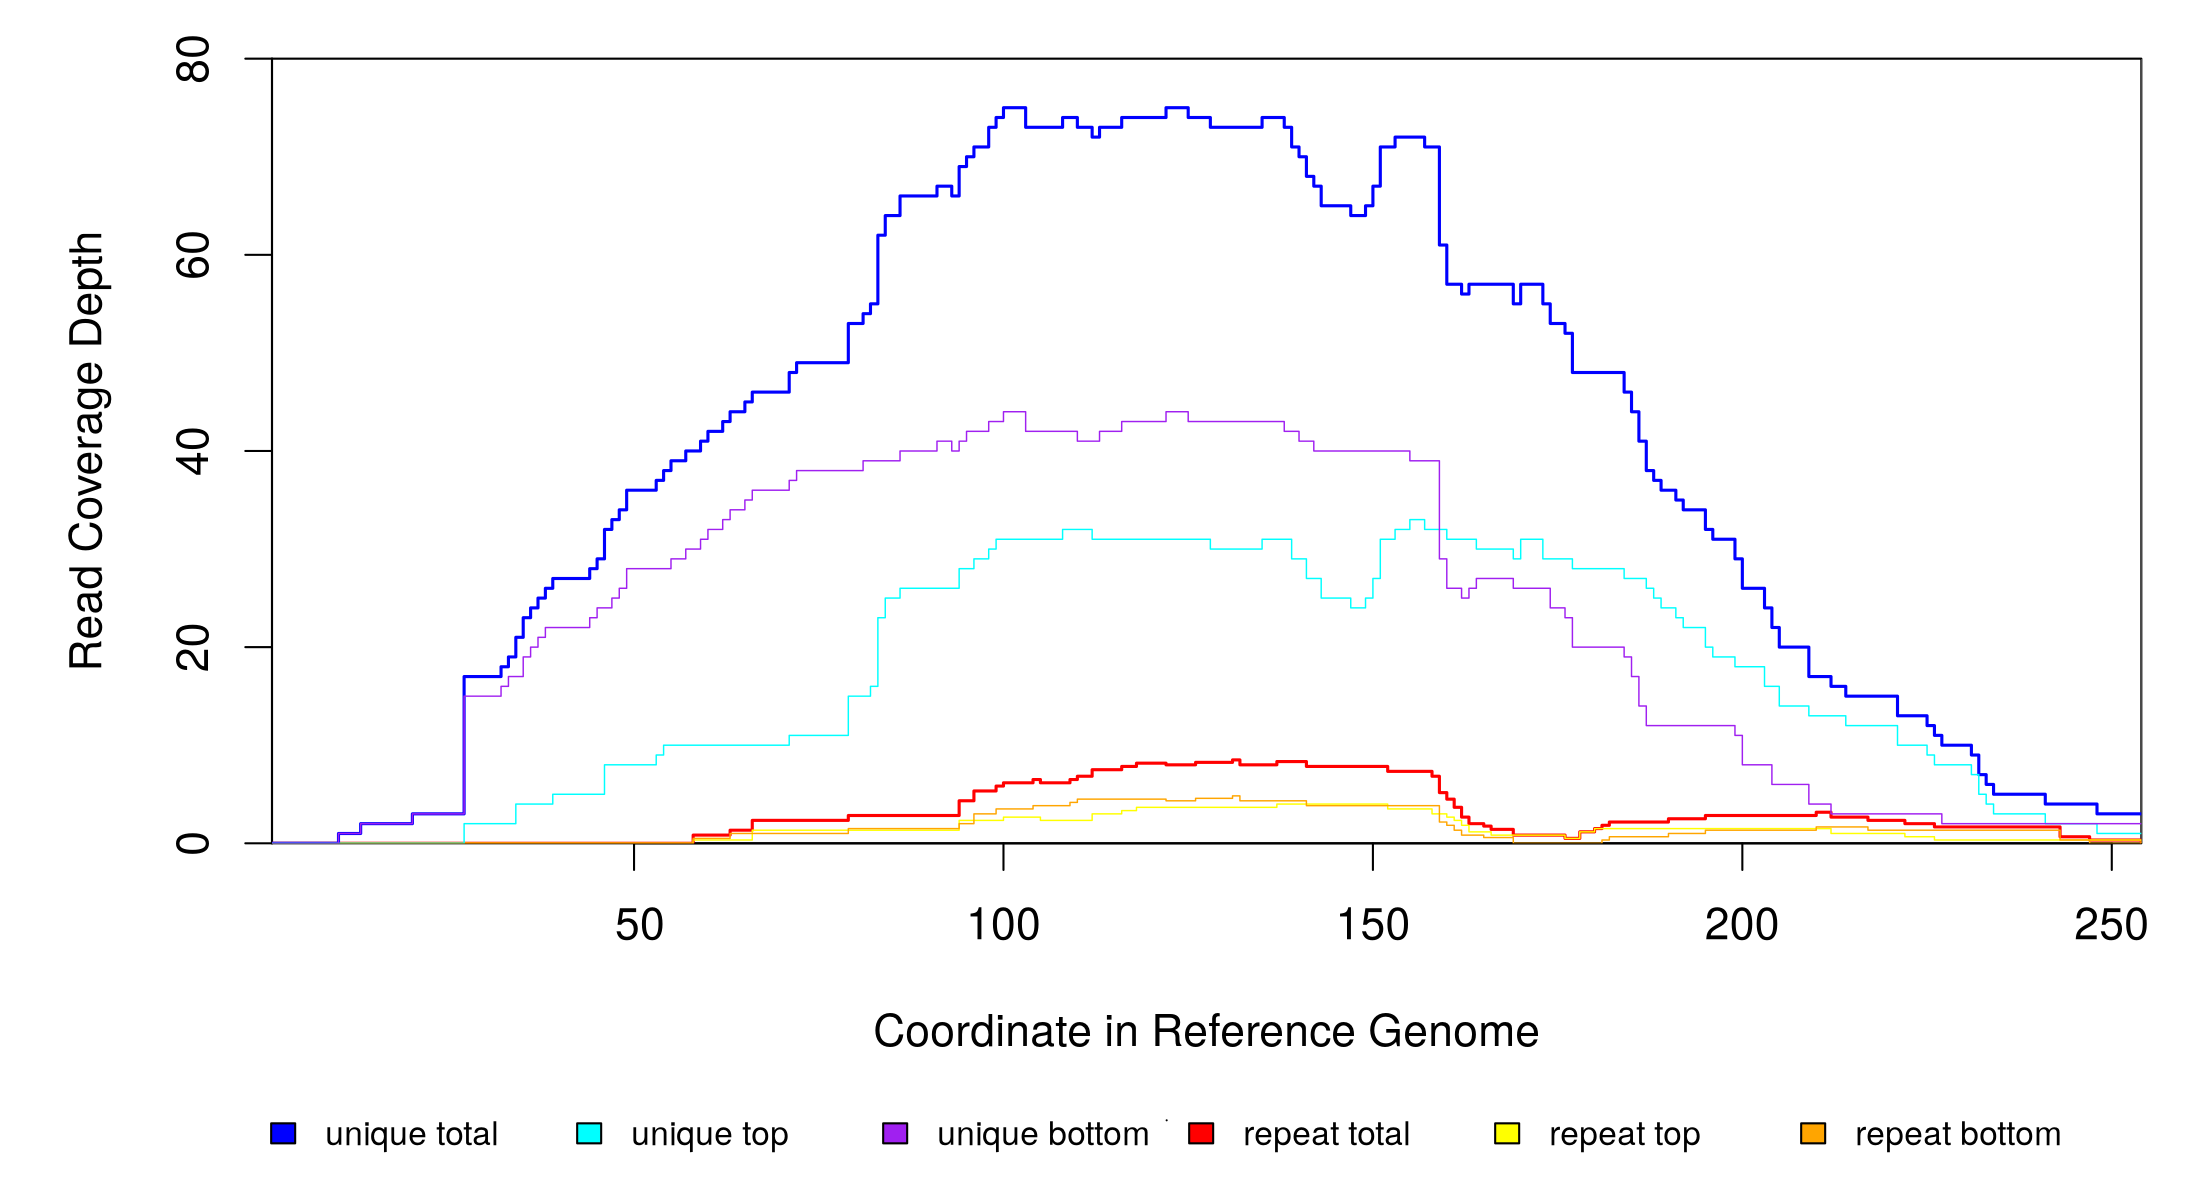 80
60
40
20
0
Read Coverage Depth
50 100 150 200 250
Coordinate in Reference Genome
unique total unique top unique bottom repeat total repeat top repeat bottom